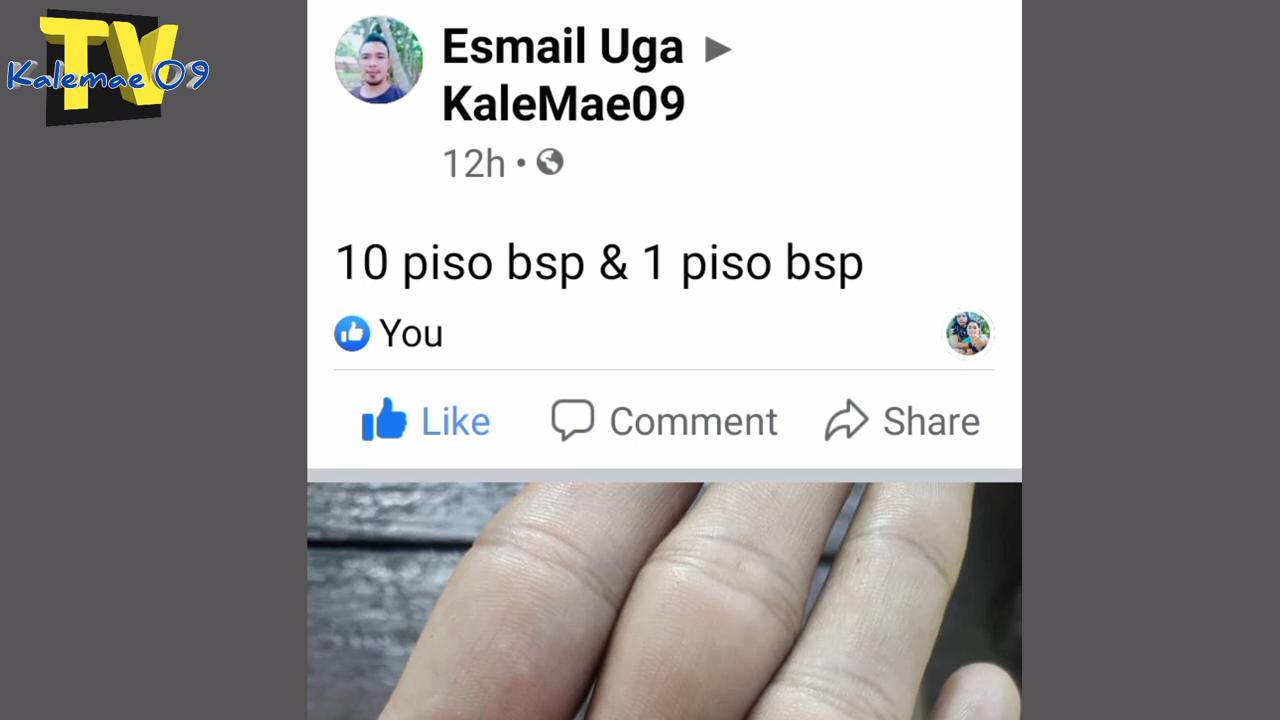 TV
Kalemae 09
Esmail Uga ▶
KaleMae09
12h •
10 piso bsp & 1 piso bsp
You
Like Comment Share